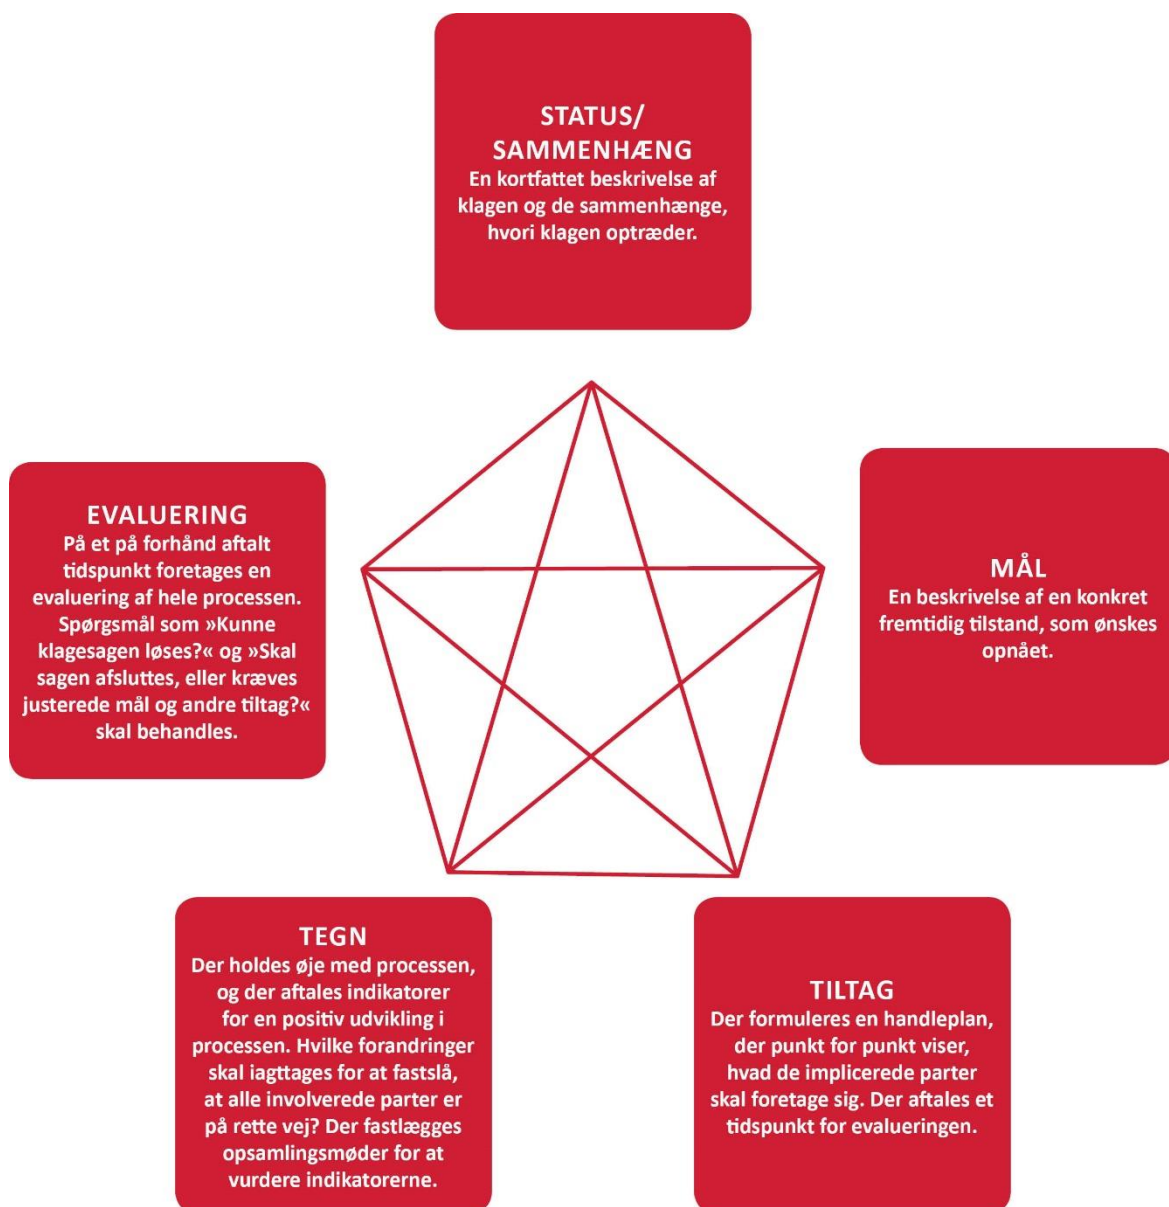 STATUS/
SAMMENHÆNG
En kortfattet beskrivelse af
klagen og de sammenhænge,
hvori klagen optræder.
EVALUERING
På et på forhånd aftalt
tidspunkt foretages en
evaluering af hele processen.
Spørgsmål som »Kunne
klagesagen løses?« og »Skal
sagen afsluttes, eller kræves
justerede mål og andre tiltag?«
skal behandles.
MÅL
En beskrivelse af en konkret
fremtidig tilstand, som ønskes
opnået.
TEGN
Der holdes øje med processen,
og der aftales indikatorer
for en positiv udvikling i
processen. Hvilke forandringer
skal iagttages for at fastslå,
at alle involverede parter er
på rette vej? Der fastlægges
opsamlingsmøder for at
vurdere indikatorerne.
TILTAG
Der formuleres en handleplan,
der punkt for punkt viser,
hvad de implicerede parter
skal foretage sig. Der aftales et
tidspunkt for evalueringen.